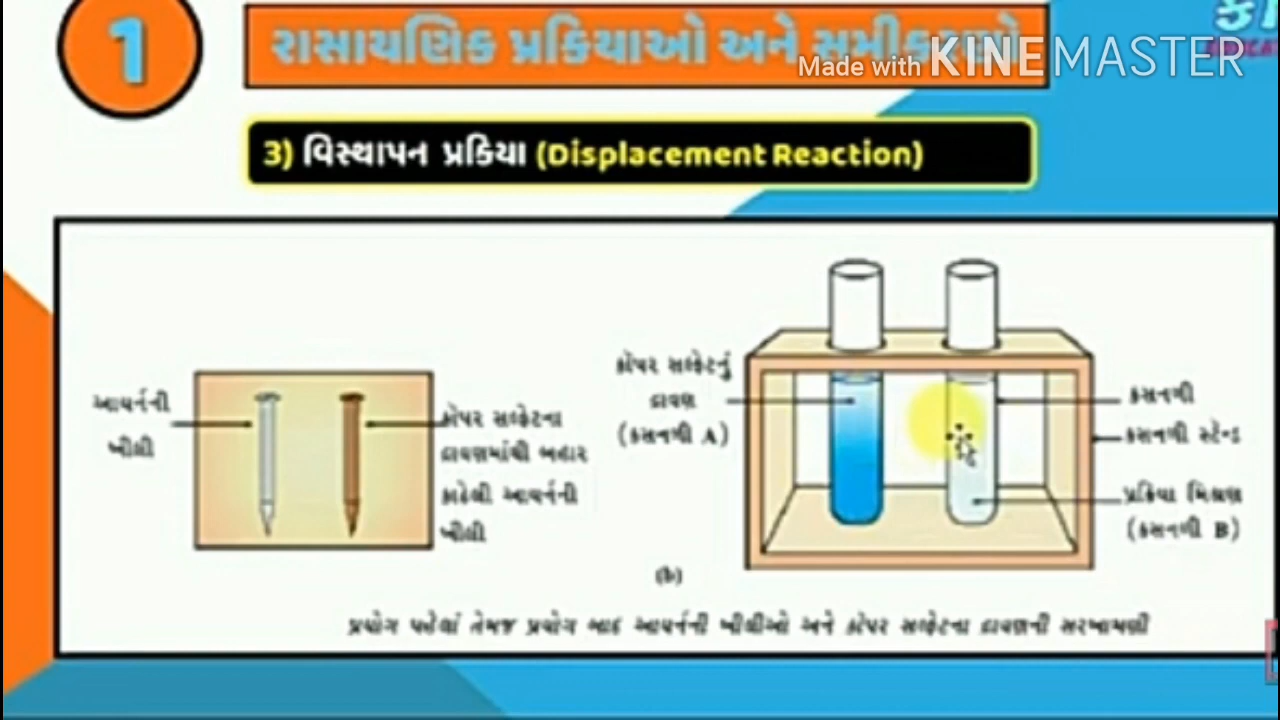 1
રાસાયણિક પ્રક્રિયાઓ અને સમીકરણો
Made with KINEMASTER
3) વિસ્થાપન પ્રક્રિયા (Displacement Reaction)
આયર્નની
ખીલી
કૉપર સલ્ફેટના
દ્રાવણમાંથી બહાર
કાઢેલી આયર્નની
ખીલી
કૉપર સલ્ફેટનું
દ્રાવણ
(કસનળી A)
કસનળી
કસનળી સ્ટેન્ડ
પ્રક્રિયા મિશ્રણ
(કસનળી B)
(b)
પ્રયોગ પહેલાં તેમજ પ્રયોગ બાદ આયર્નની ખીલીઓ અને કૉપર સલ્ફેટના દ્રાવણની સરખામણી